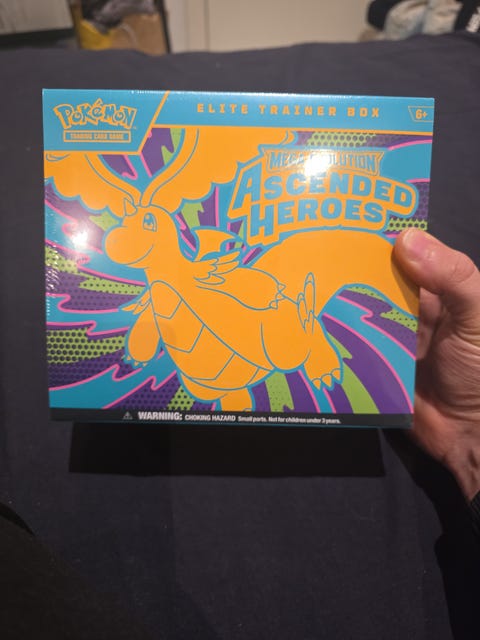 POKéMON
TRADING CARD GAME
ELITE TRAINER BOX
6+
MEGA EVOLUTION
ASCENDED
HEROES
WARNING: CHOKING HAZARD Small parts. Not for children under 3 years.